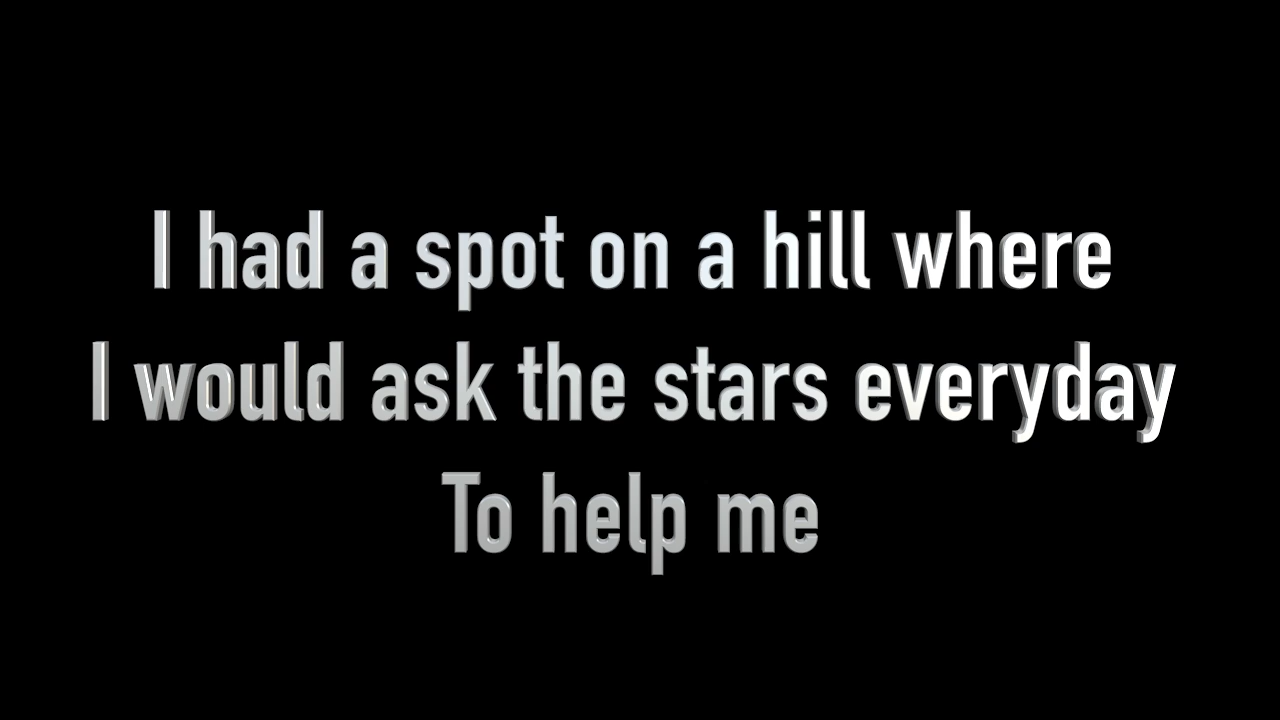 I had a spot on a hill where
I would ask the stars everyday
To help me